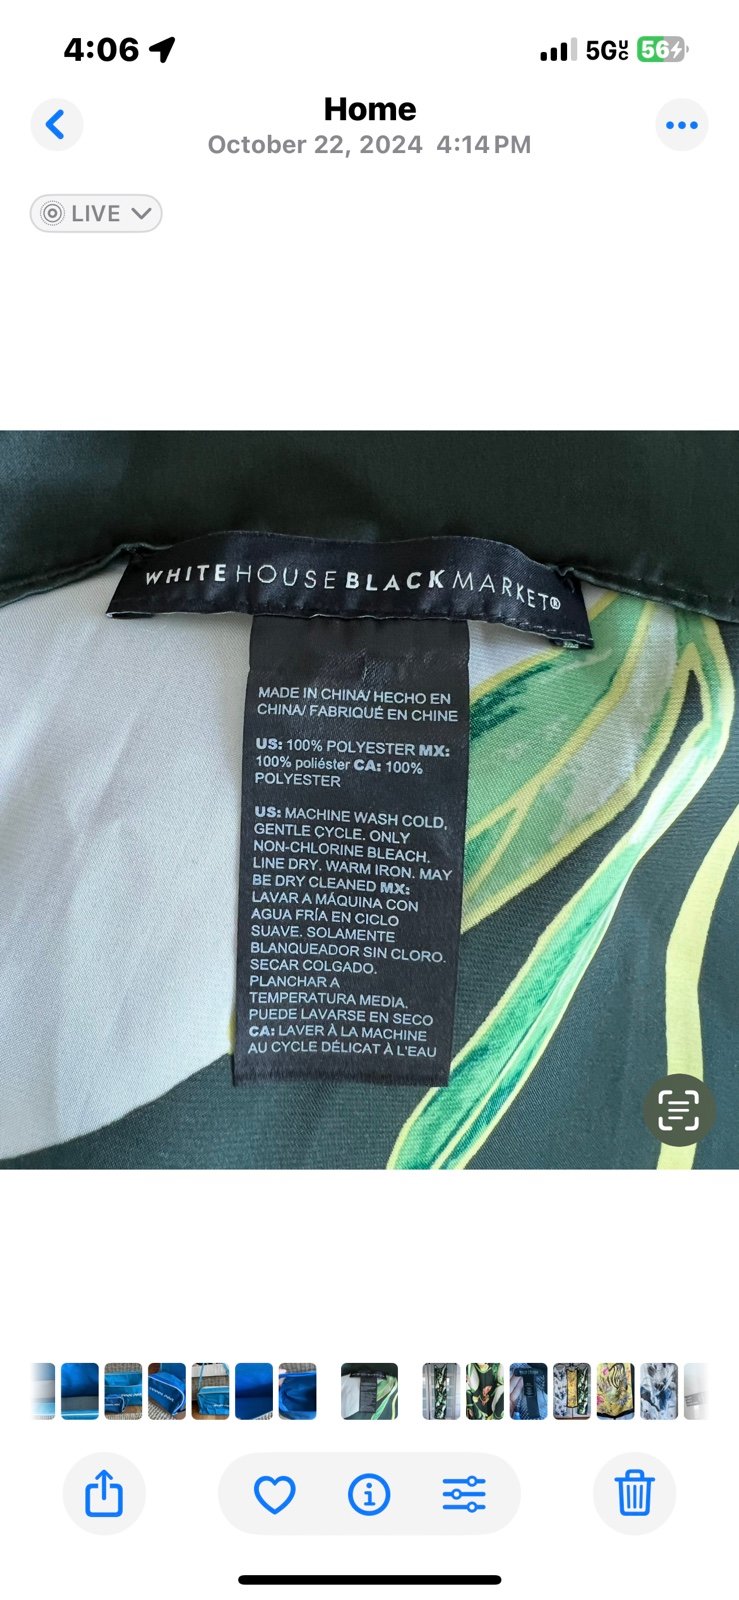 4:06
5G UC 56
Home
October 22, 2024 4:14 PM
LIVE
WHITE HOUSE BLACK MARKET®
MADE IN CHINA/ HECHO EN
CHINA/ FABRIQUÉ EN CHINE
US: 100% POLYESTER MX:
100% poliéster CA: 100%
POLYESTER
US: MACHINE WASH COLD,
GENTLE CYCLE. ONLY
NON-CHLORINE BLEACH.
LINE DRY. WARM IRON. MAY
BE DRY CLEANED MX:
LAVAR A MÁQUINA CON
AGUA FRÍA EN CICLO
SUAVE. SOLAMENTE
BLANQUEADOR SIN CLORO.
SECAR COLGADO.
PLANCHAR A
TEMPERATURA MEDIA.
PUEDE LAVARSE EN SECO
CA: LAVER À LA MACHINE
AU CYCLE DÉLICAT À L'EAU